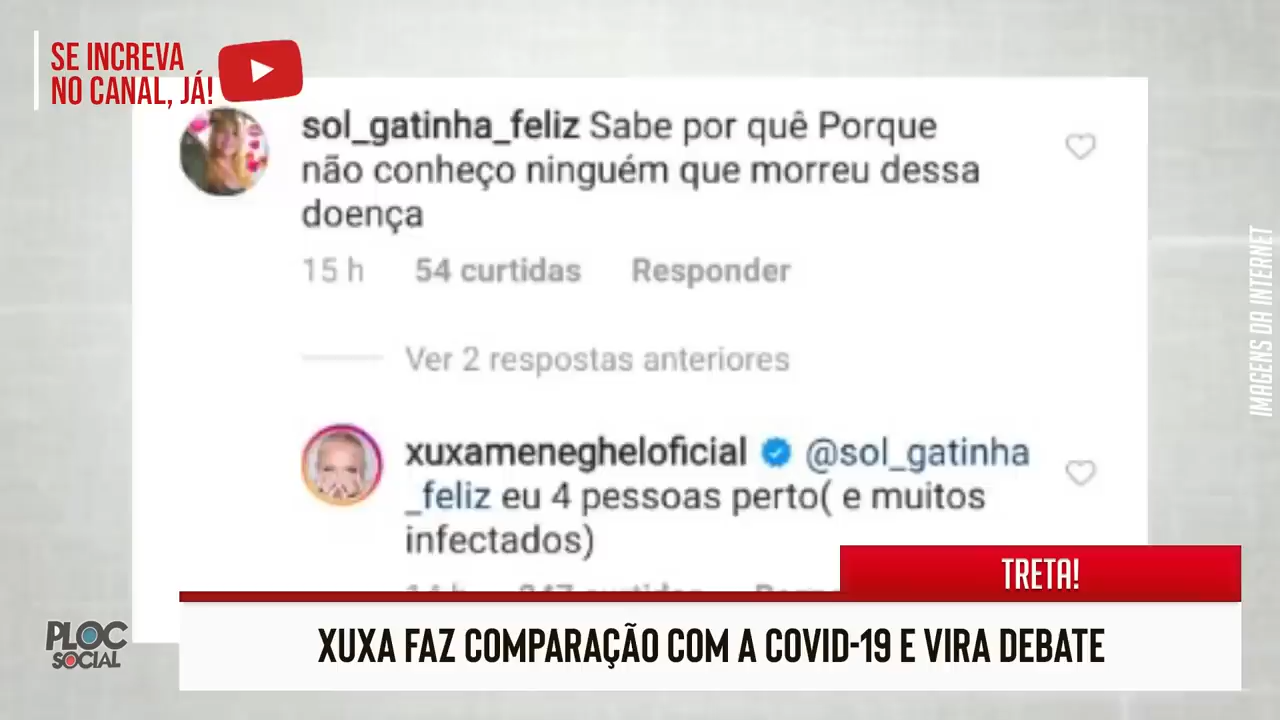 SE INCREVA
NO CANAL, JÁ!
sol_gatinha_feliz Sabe por quê Porque
não conheço ninguém que morreu dessa
doença
15 h 54 curtidas Responder
Ver 2 respostas anteriores
xuxamenegheloficial @sol_gatinha
_feliz eu 4 pessoas perto( e muitos
infectados)
IMAGENS DA INTERNET
TRETA!
XUXA FAZ COMPARAÇÃO COM A COVID-19 E VIRA DEBATE
PLOC
SOCIAL